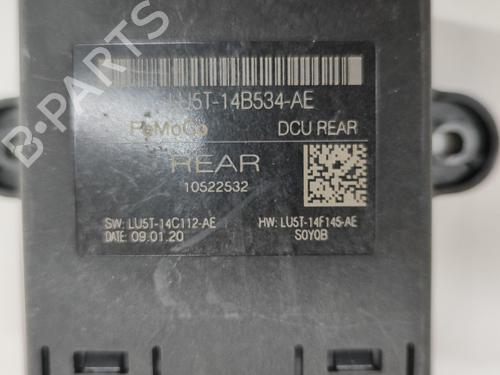 LU5T-14B534-AE
FoMoCo DCU REAR
REAR
10522532
SW: LU5T-14C112-AE HW: LU5T-14F145-AE
DATE: 09.01.20 S0Y0B
B-PARTS